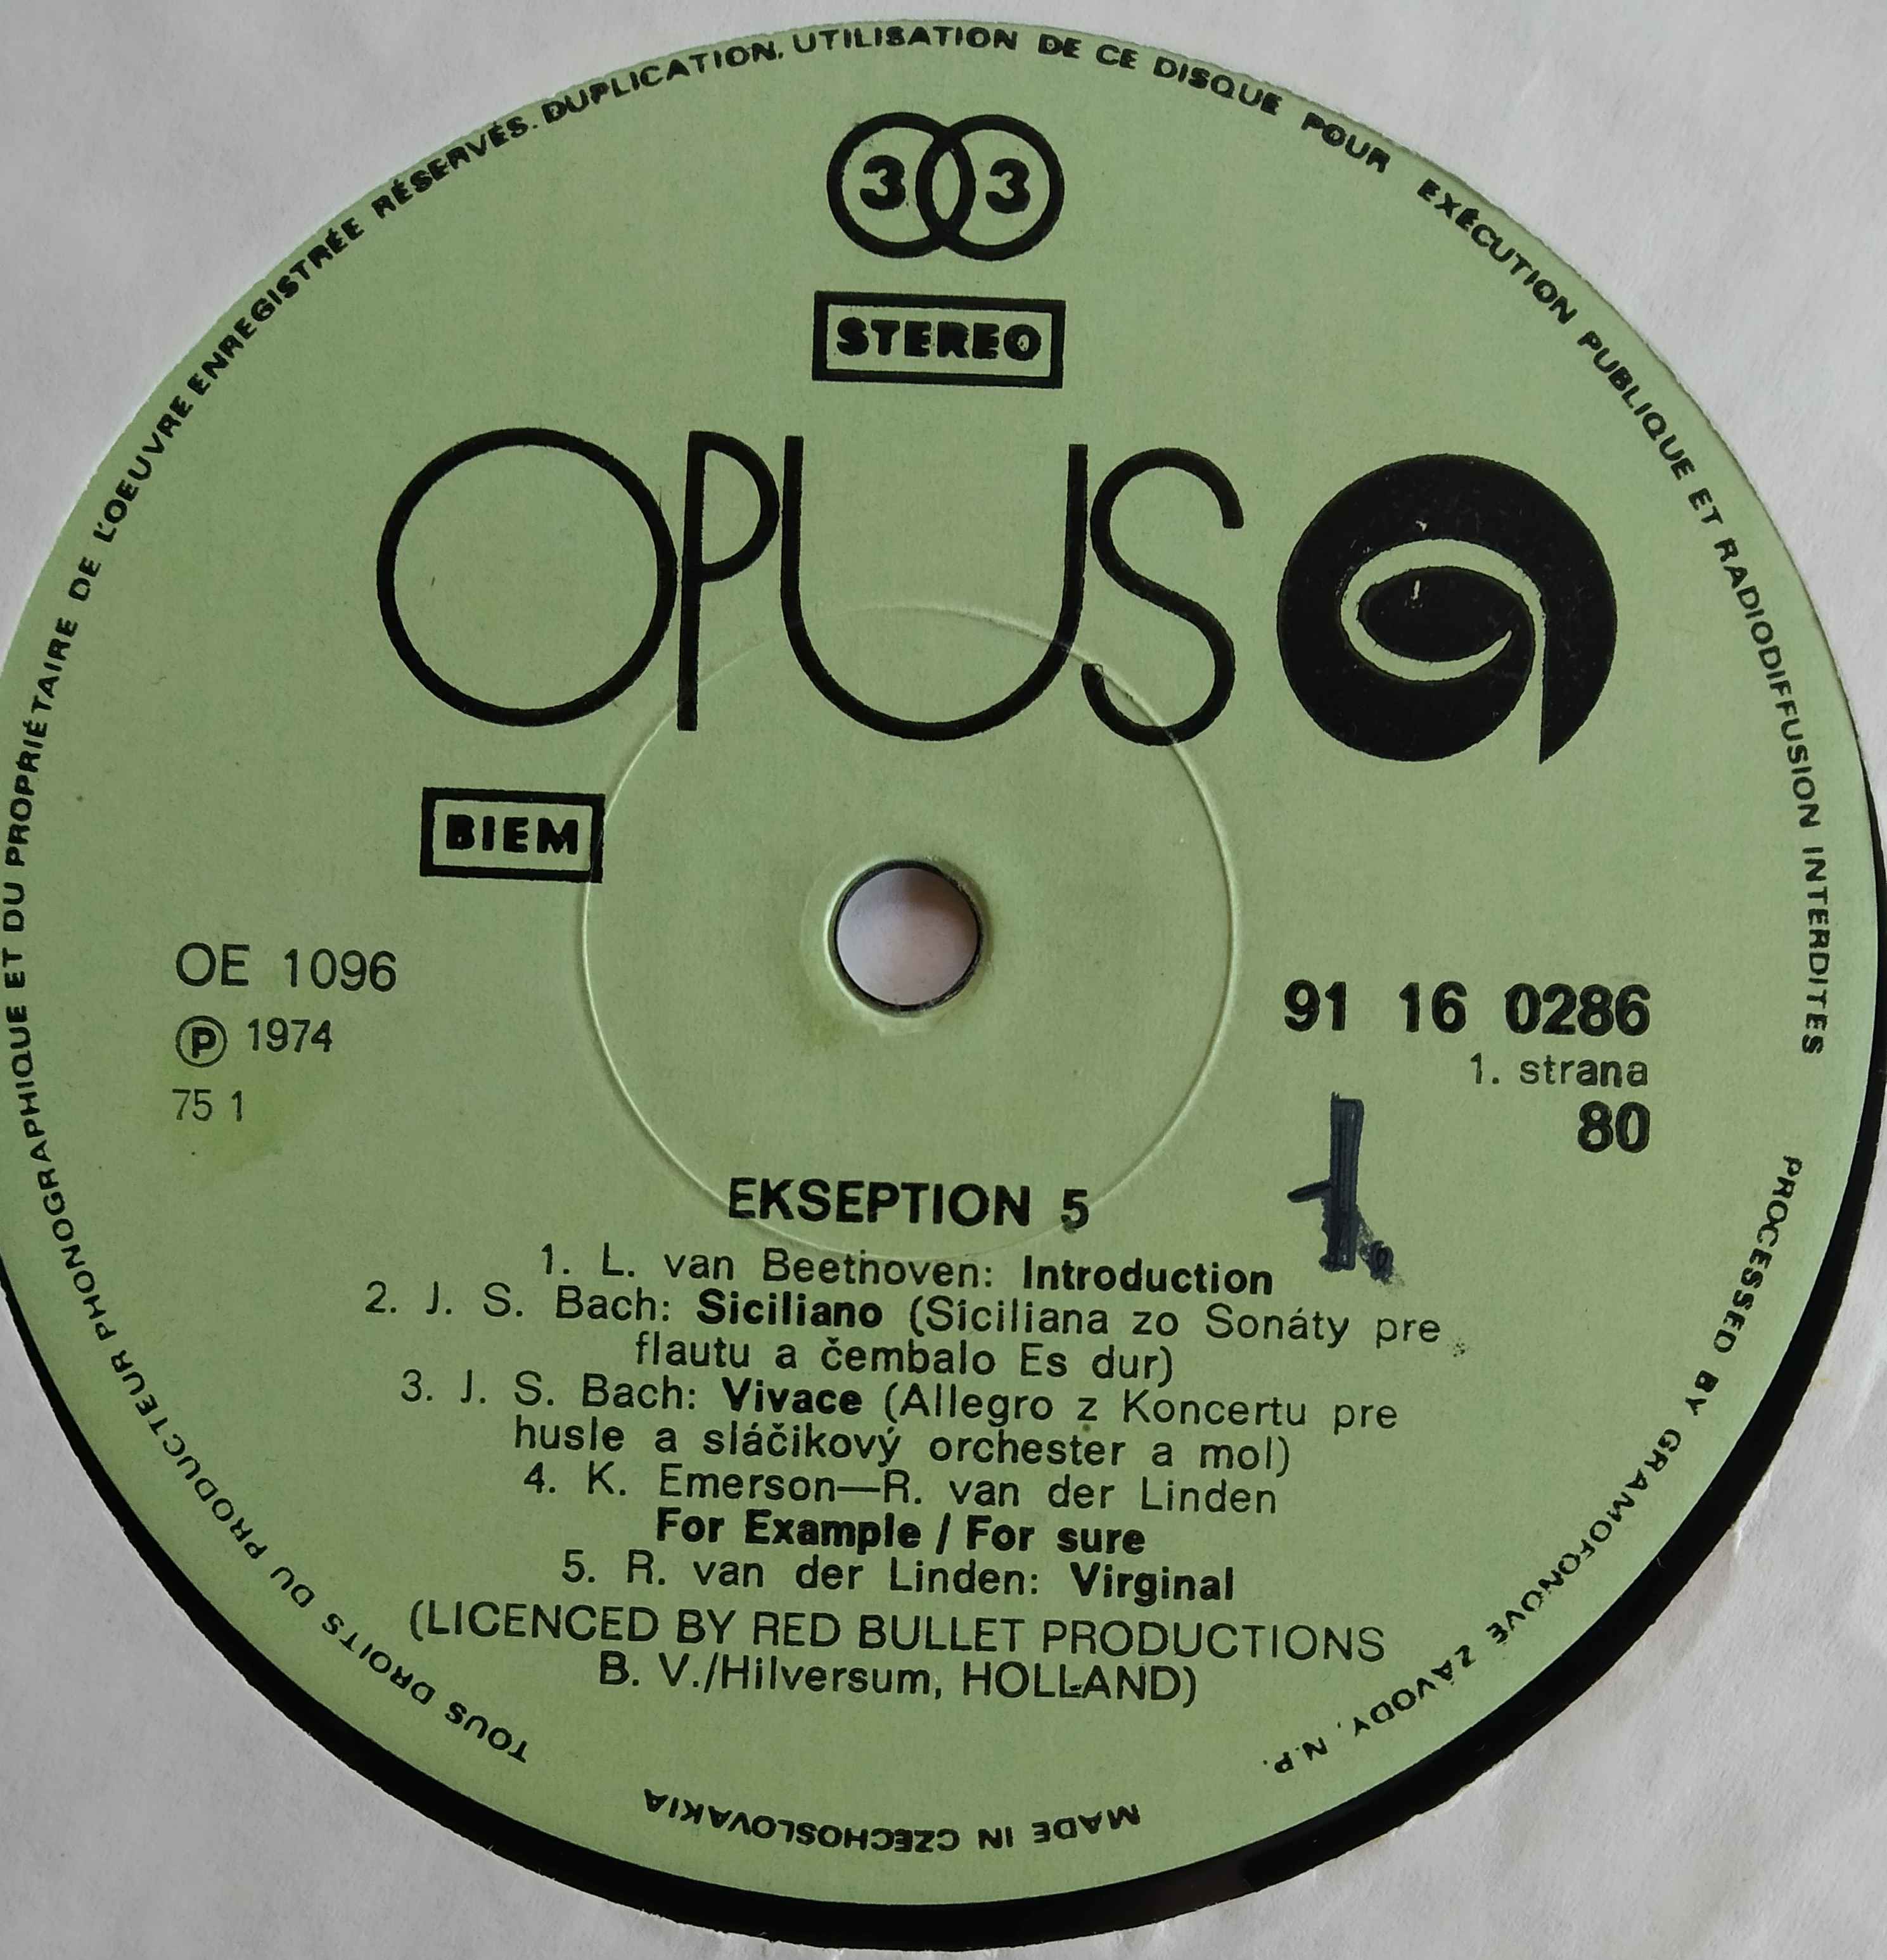 TOUS DROITS DU PRODUCTEUR PHONOGRAPHIQUE ET DU PROPRIÉTAIRE DE L'OEUVRE ENREGISTRÉE RÉSERVÉS. DUPLICATION, UTILISATION DE CE DISQUE POUR EXÉCUTION PUBLIQUE ET RADIODIFFUSION INTERDITES
33
STEREO
OPUS
BIEM
OE 1096
℗ 1974
75 1
91 16 0286
1. strana
80
1.
EKSEPTION 5
1. L. van Beethoven: Introduction
2. J. S. Bach: Siciliano (Siciliana zo Sonáty pre
flautu a čembalo Es dur)
3. J. S. Bach: Vivace (Allegro z Koncertu pre
husle a sláčikový orchester a mol)
4. K. Emerson—R. van der Linden
For Example / For sure
5. R. van der Linden: Virginal
(LICENCED BY RED BULLET PRODUCTIONS
B. V./Hilversum, HOLLAND)
PROCESSED BY GRAMOFONOVÉ ZÁVODY, N.P.
MADE IN CZECHOSLOVAKIA